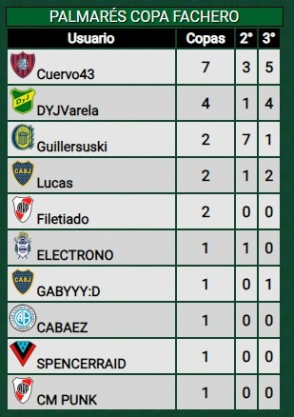 PALMARÉS COPA FACHERO
Usuario Copas 2° 3°
Cuervo43 7 3 5
DYJVarela 4 1 4
Guillersuski 2 7 1
Lucas 2 1 2
Filetiado 2 0 0
ELECTRONO 1 1 0
GABYYY:D 1 0 1
CABAEZ 1 0 0
SPENCERRAID 1 0 0
CM PUNK 1 0 0